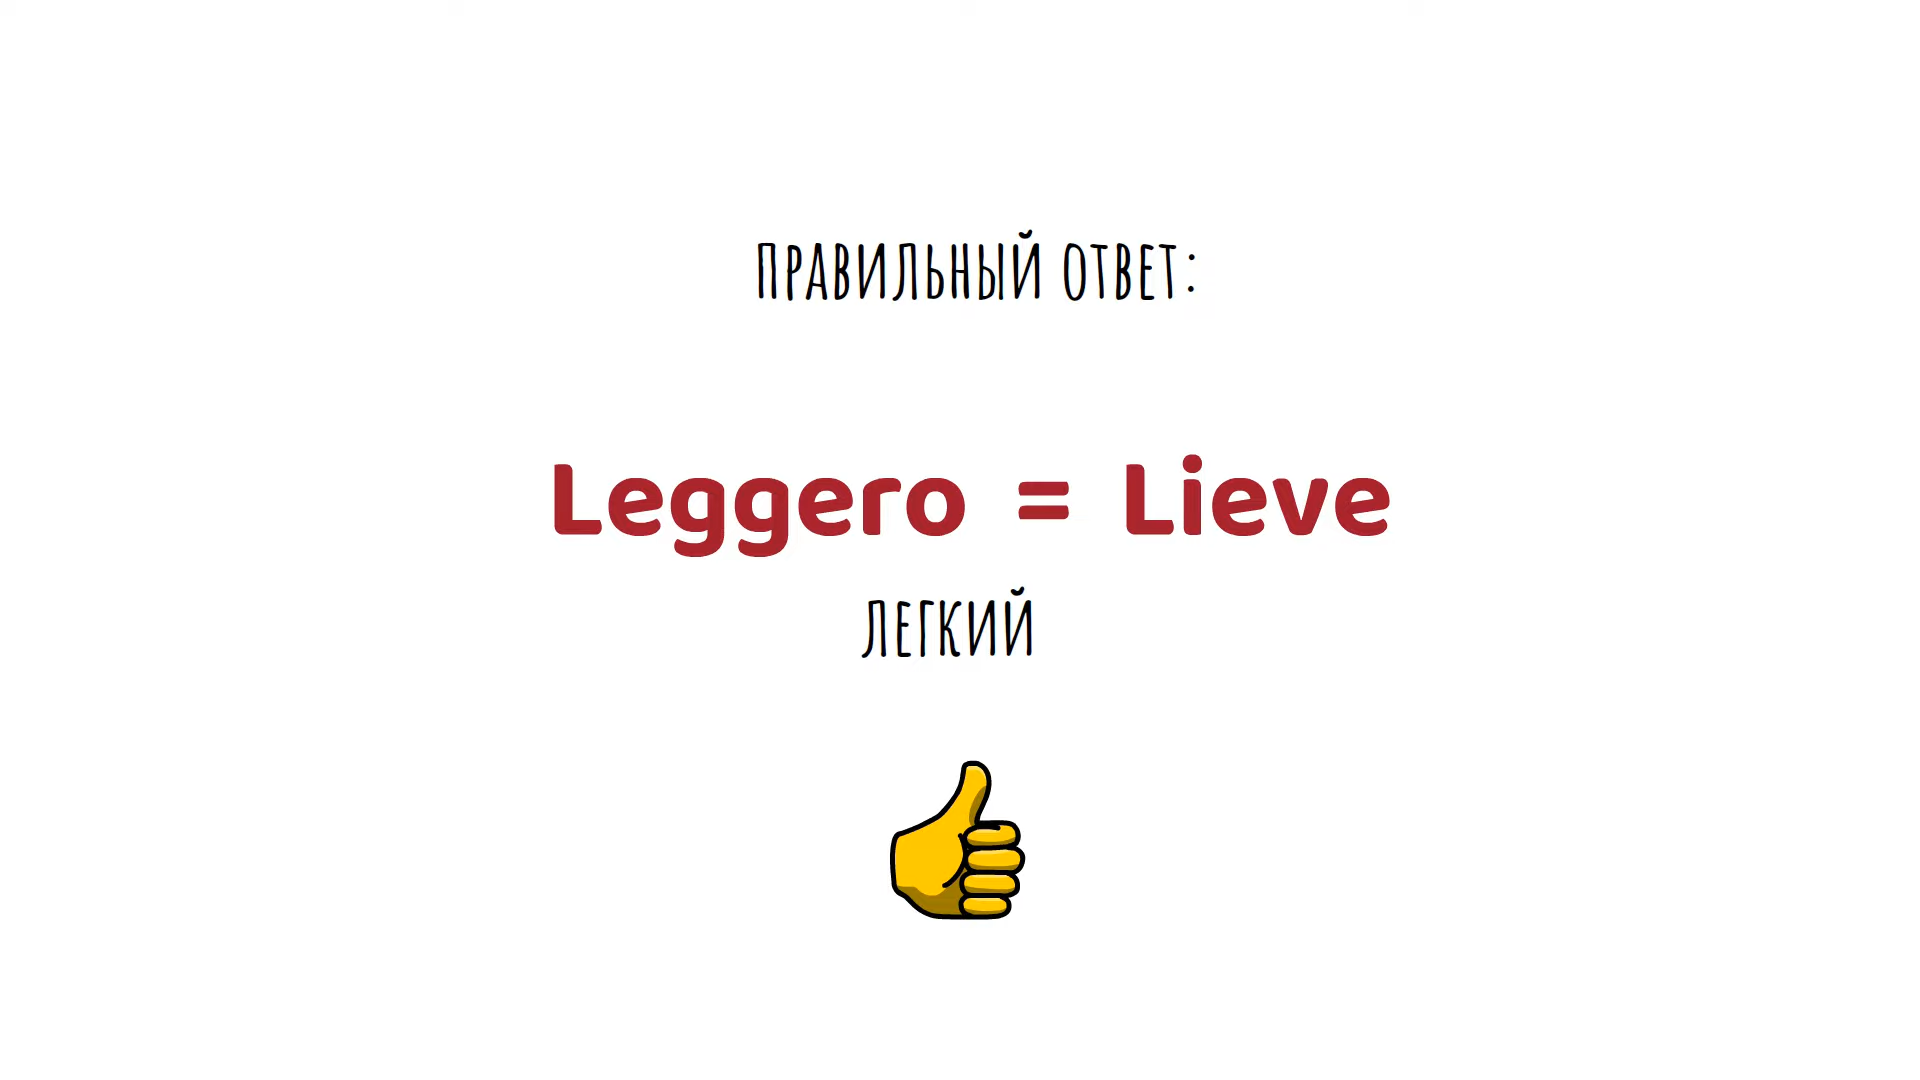 ПРАВИЛЬНЫЙ ОТВЕТ:
Leggero = Lieve
ЛЕГКИЙ